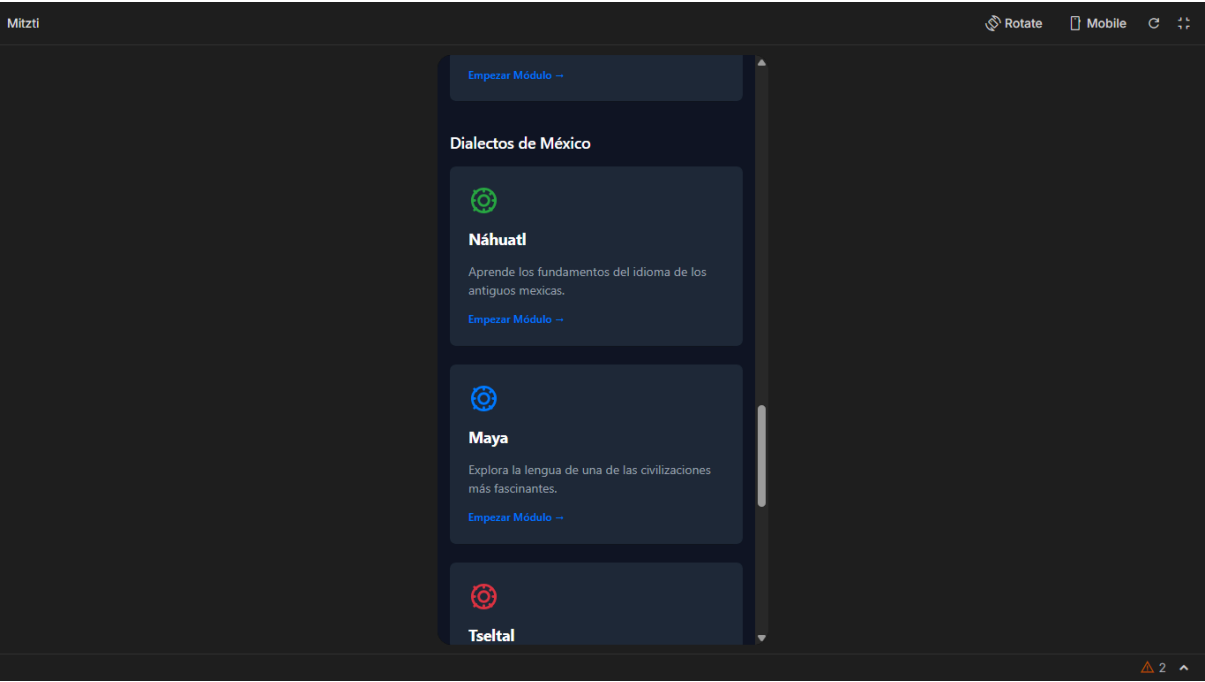 Mitzti
Rotate
Mobile
Empezar Módulo →
Dialectos de México
Náhuatl
Aprende los fundamentos del idioma de los
antiguos mexicas.
Empezar Módulo →
Maya
Explora la lengua de una de las civilizaciones
más fascinantes.
Empezar Módulo →
Tseltal
2